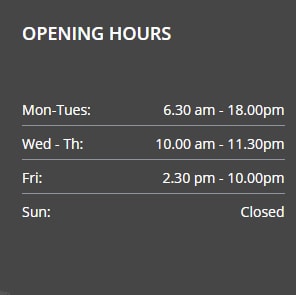 OPENING HOURS
Mon-Tues: 6.30 am - 18.00pm
Wed - Th: 10.00 am - 11.30pm
Fri: 2.30 pm - 10.00pm
Sun: Closed